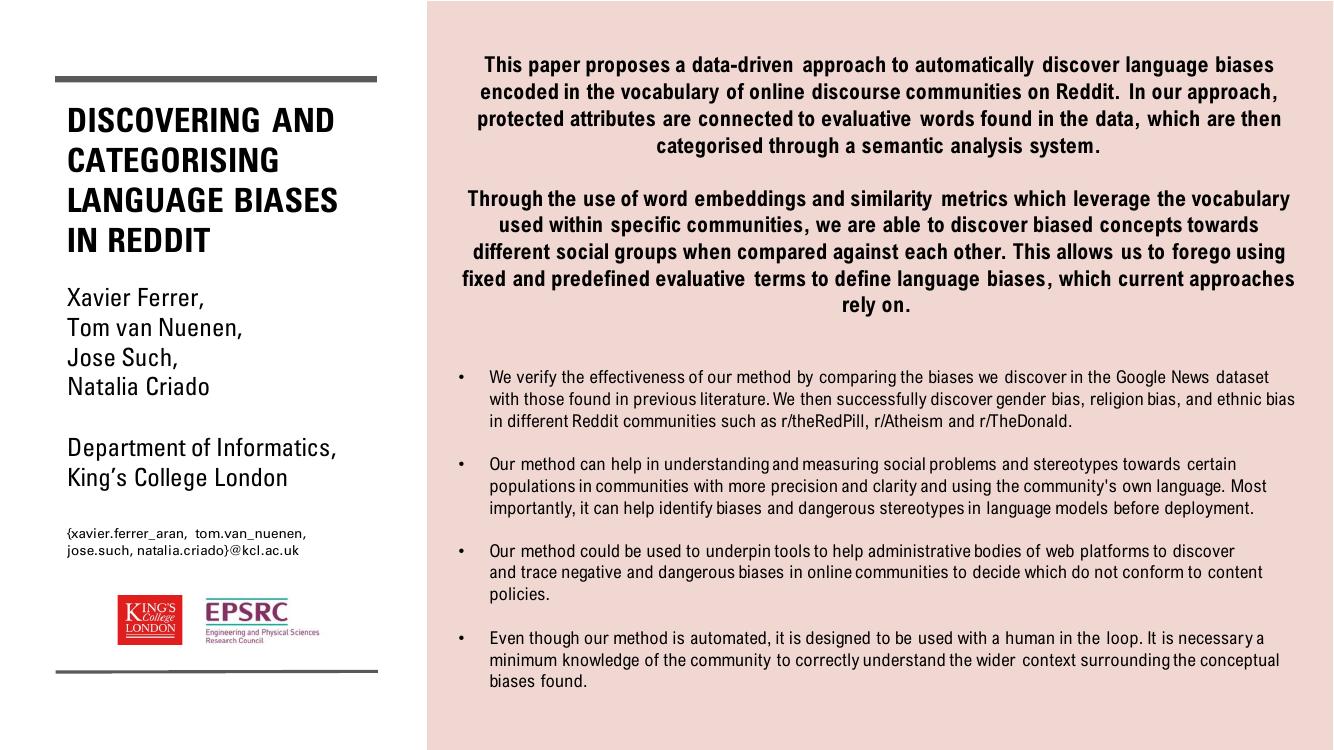 DISCOVERING AND
CATEGORISING
LANGUAGE BIASES
IN REDDIT
Xavier Ferrer,
Tom van Nuenen,
Jose Such,
Natalia Criado
Department of Informatics,
King's College London
{xavier.ferrer_aran, tom.van_nuenen,
jose.such, natalia.criado}@kcl.ac.uk
KING'S
College
LONDON
EPSRC
Engineering and Physical Sciences
Research Council
This paper proposes a data-driven approach to automatically discover language biases
encoded in the vocabulary of online discourse communities on Reddit. In our approach,
protected attributes are connected to evaluative words found in the data, which are then
categorised through a semantic analysis system.
Through the use of word embeddings and similarity metrics which leverage the vocabulary
used within specific communities, we are able to discover biased concepts towards
different social groups when compared against each other. This allows us to forego using
fixed and predefined evaluative terms to define language biases, which current approaches
rely on.
• We verify the effectiveness of our method by comparing the biases we discover in the Google News dataset
with those found in previous literature. We then successfully discover gender bias, religion bias, and ethnic bias
in different Reddit communities such as r/theRedPill, r/Atheism and r/TheDonald.
• Our method can help in understanding and measuring social problems and stereotypes towards certain
populations in communities with more precision and clarity and using the community's own language. Most
importantly, it can help identify biases and dangerous stereotypes in language models before deployment.
• Our method could be used to underpin tools to help administrative bodies of web platforms to discover
and trace negative and dangerous biases in online communities to decide which do not conform to content
policies.
• Even though our method is automated, it is designed to be used with a human in the loop. It is necessary a
minimum knowledge of the community to correctly understand the wider context surrounding the conceptual
biases found.